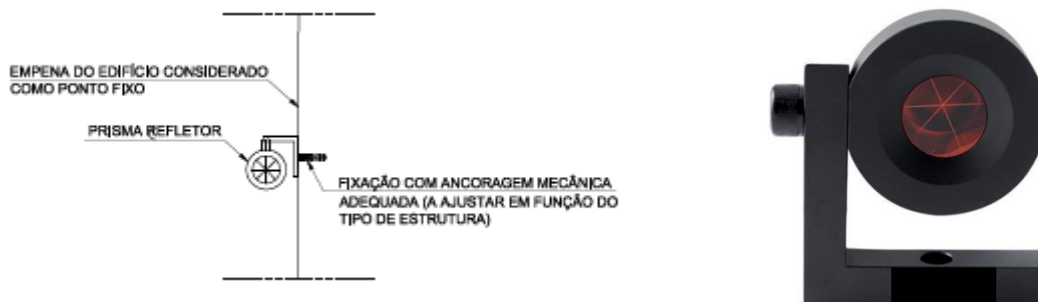 EMPENA DO EDIFÍCIO CONSIDERADO
COMO PONTO FIXO
PRISMA REFLETOR
FIXAÇÃO COM ANCORAGEM MECÂNICA
ADEQUADA (A AJUSTAR EM FUNÇÃO DO
TIPO DE ESTRUTURA)